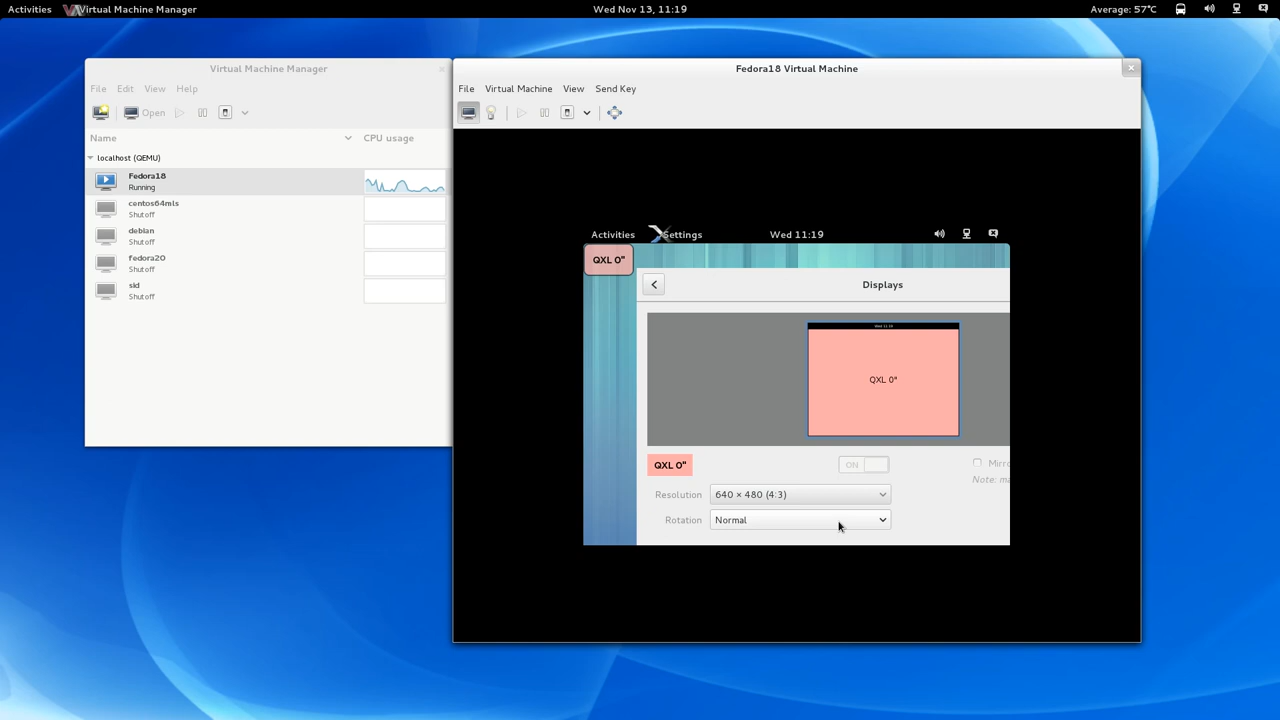 Activities Virtual Machine Manager Wed Nov 13, 11:19 Average: 57°C
Virtual Machine Manager
File Edit View Help
Open
Name CPU usage
localhost (QEMU)
Fedora18
Running
centos64mls
Shutoff
debian
Shutoff
fedora20
Shutoff
sid
Shutoff
Fedora18 Virtual Machine
File Virtual Machine View Send Key
Activities Settings Wed 11:19
QXL 0"
Displays
Wed 11:19
QXL 0"
QXL 0" ON Mirro
Note: ma
Resolution 640 × 480 (4:3)
Rotation Normal